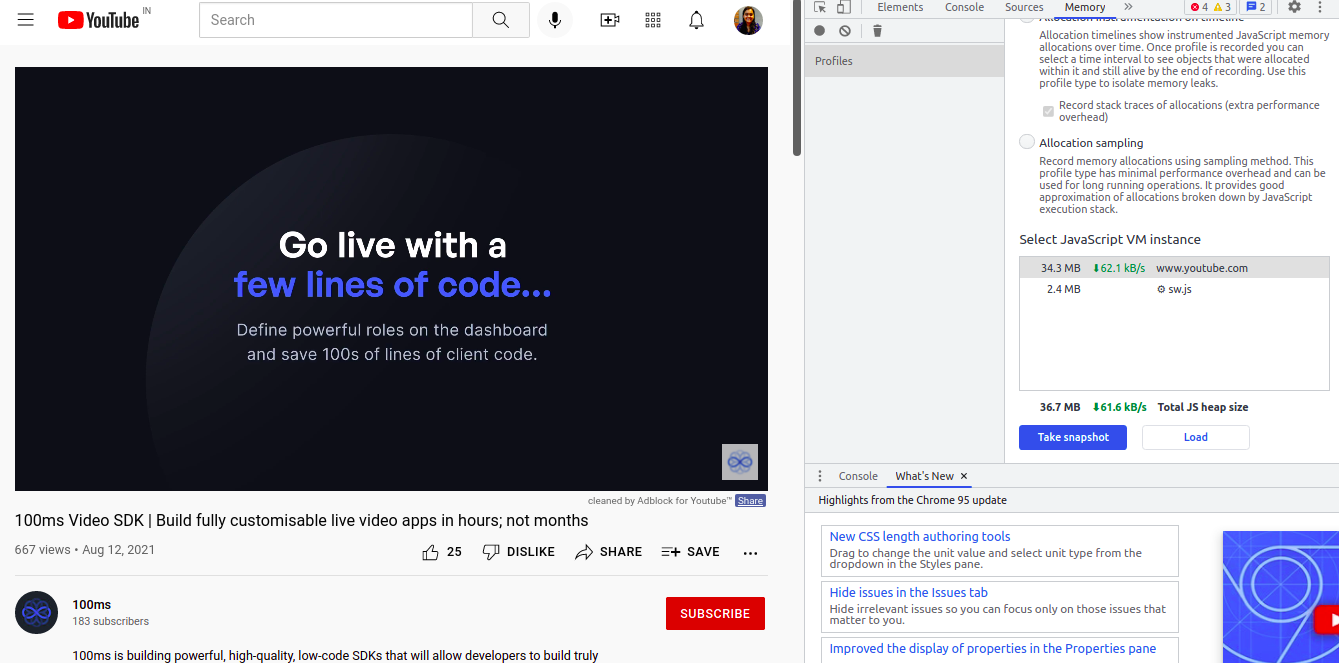 YouTube IN
Search
Go live with a
few lines of code...
Define powerful roles on the dashboard
and save 100s of lines of client code.
cleaned by Adblock for Youtube™ Share
100ms Video SDK | Build fully customisable live video apps in hours; not months
667 views • Aug 12, 2021
25 DISLIKE SHARE SAVE
100ms
183 subscribers
SUBSCRIBE
100ms is building powerful, high-quality, low-code SDKs that will allow developers to build truly
Elements Console Sources Memory » 4 3 2
Profiles
Allocation instrumentation on timeline
Allocation timelines show instrumented JavaScript memory
allocations over time. Once profile is recorded you can
select a time interval to see objects that were allocated
within it and still alive by the end of recording. Use this
profile type to isolate memory leaks.
Record stack traces of allocations (extra performance
overhead)
Allocation sampling
Record memory allocations using sampling method. This
profile type has minimal performance overhead and can be
used for long running operations. It provides good
approximation of allocations broken down by JavaScript
execution stack.
Select JavaScript VM instance
34.3 MB ⬇62.1 kB/s www.youtube.com
2.4 MB ⚙ sw.js
36.7 MB ⬇61.6 kB/s Total JS heap size
Take snapshot Load
Console What's New ×
Highlights from the Chrome 95 update
New CSS length authoring tools
Drag to change the unit value and select unit type from the
dropdown in the Styles pane.
Hide issues in the Issues tab
Hide irrelevant issues so you can focus only on those issues that
matter to you.
Improved the display of properties in the Properties pane